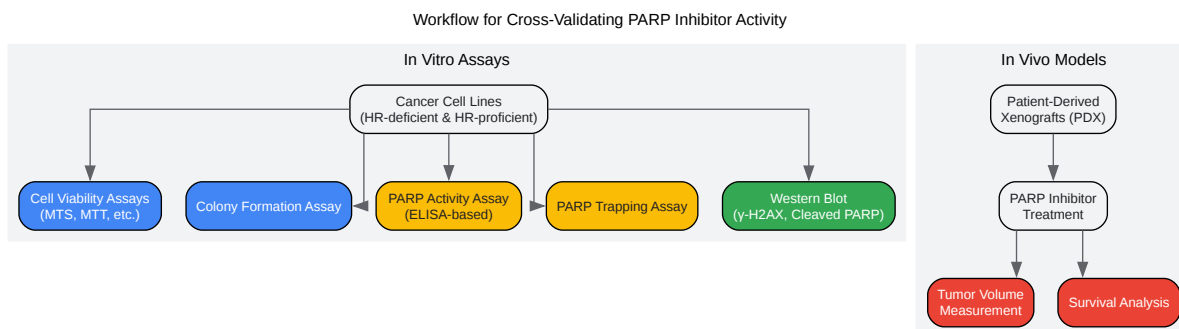 Workflow for Cross-Validating PARP Inhibitor Activity
In Vitro Assays
Cancer Cell Lines
(HR-deficient & HR-proficient)
Cell Viability Assays
(MTS, MTT, etc.)
Colony Formation Assay
PARP Activity Assay
(ELISA-based)
PARP Trapping Assay
Western Blot
(γ-H2AX, Cleaved PARP)
In Vivo Models
Patient-Derived
Xenografts (PDX)
PARP Inhibitor
Treatment
Tumor Volume
Measurement
Survival Analysis